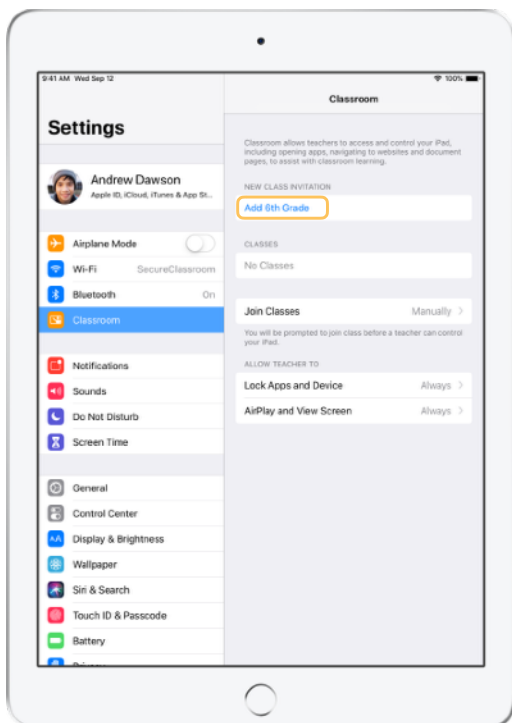 9:41 AM Wed Sep 12
100%
Settings
Andrew Dawson
Apple ID, iCloud, iTunes & App St...
Airplane Mode
Wi-Fi SecureClassroom
Bluetooth On
Classroom
Notifications
Sounds
Do Not Disturb
Screen Time
General
Control Center
AA Display & Brightness
Wallpaper
Siri & Search
Touch ID & Passcode
Battery
Classroom
Classroom allows teachers to access and control your iPad,
including opening apps, navigating to websites and document
pages, to assist with classroom learning.
NEW CLASS INVITATION
Add 6th Grade
CLASSES
No Classes
Join Classes Manually
You will be prompted to join class before a teacher can control
your iPad.
ALLOW TEACHER TO
Lock Apps and Device Always
AirPlay and View Screen Always